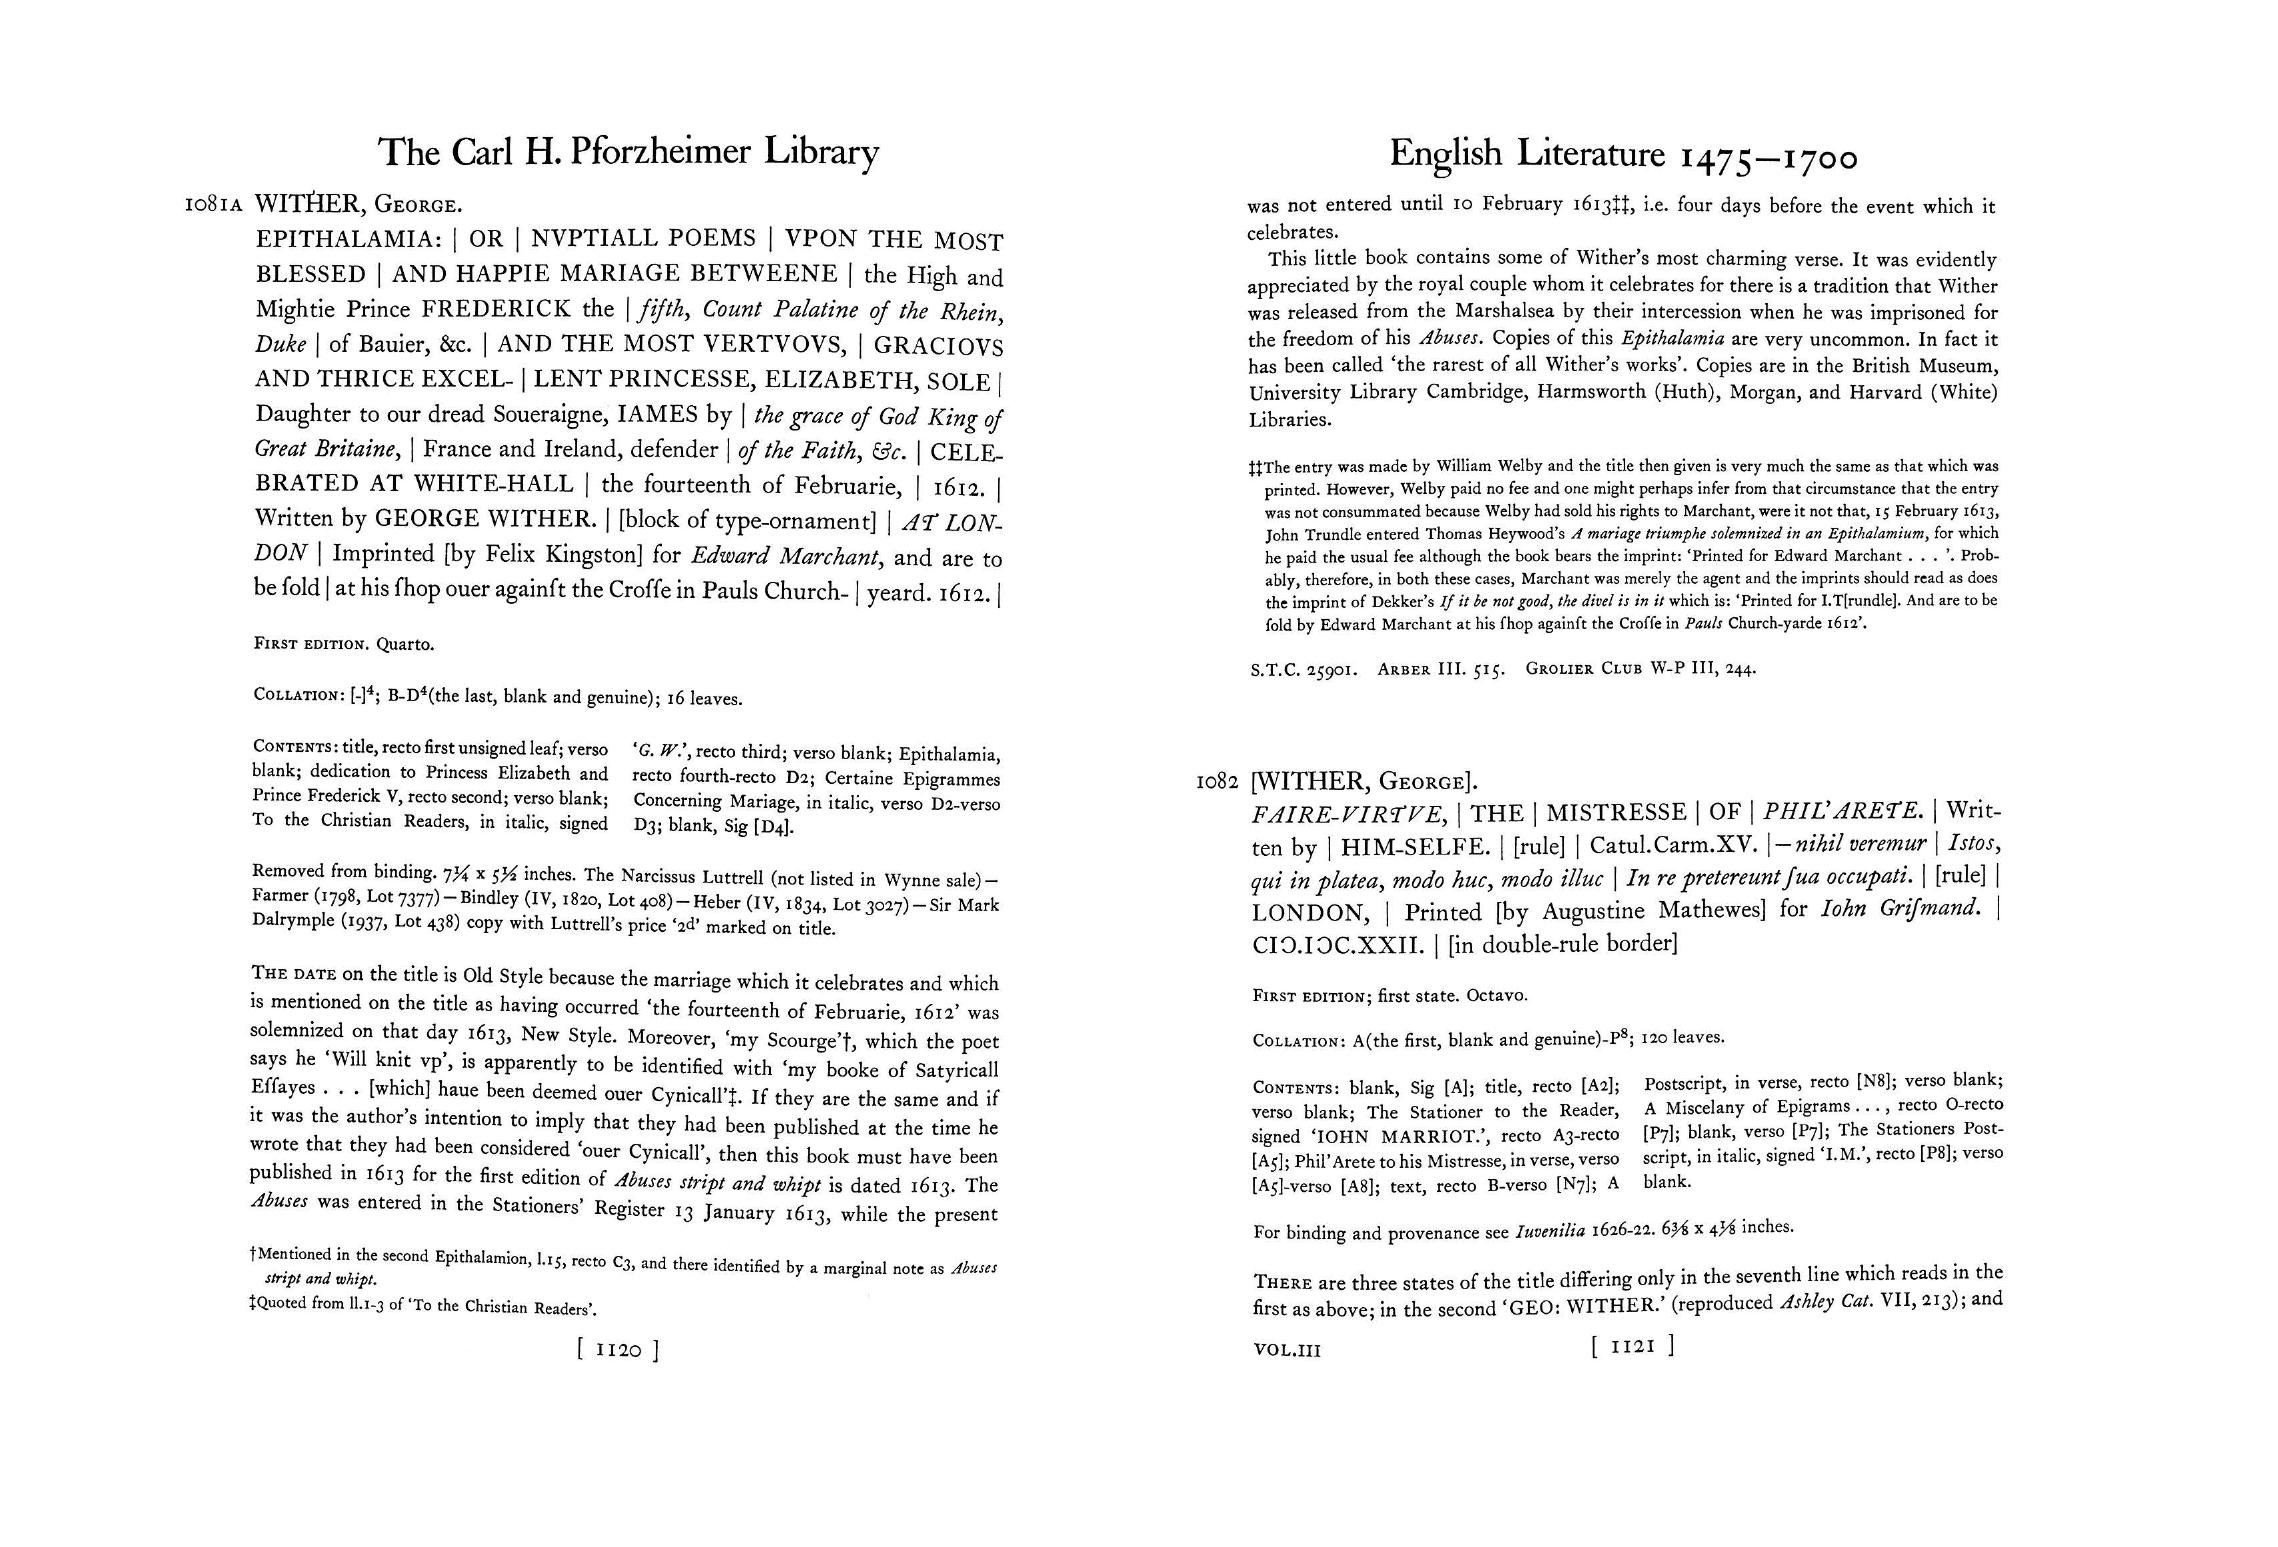 The Carl H. Pforzheimer Library
1081A WITHER, GEORGE.
EPITHALAMIA: | OR | NVPTIALL POEMS | VPON THE MOST
BLESSED | AND HAPPIE MARIAGE BETWEENE | the High and
Mightie Prince FREDERICK the | fifth, Count Palatine of the Rhein,
Duke | of Bauier, &c. | AND THE MOST VERTVOVS, | GRACIOVS
AND THRICE EXCEL- | LENT PRINCESSE, ELIZABETH, SOLE |
Daughter to our dread Soueraigne, IAMES by | the grace of God King of
Great Britaine, | France and Ireland, defender | of the Faith, &c. | CELE-
BRATED AT WHITE-HALL | the fourteenth of Februarie, | 1612. |
Written by GEORGE WITHER. | [block of type-ornament] | AT LON-
DON | Imprinted [by Felix Kingston] for Edward Marchant, and are to
be ſold | at his ſhop ouer againſt the Croſſe in Pauls Church- | yeard. 1612. |
FIRST EDITION. Quarto.
COLLATION: [-]⁴; B-D⁴(the last, blank and genuine); 16 leaves.
CONTENTS: title, recto first unsigned leaf; verso
blank; dedication to Princess Elizabeth and
Prince Frederick V, recto second; verso blank;
To the Christian Readers, in italic, signed
‘G. W.’, recto third; verso blank; Epithalamia,
recto fourth-recto D2; Certaine Epigrammes
Concerning Mariage, in italic, verso D2-verso
D3; blank, Sig [D4].
Removed from binding. 7¼ x 5½ inches. The Narcissus Luttrell (not listed in Wynne sale)—
Farmer (1798, Lot 7377)—Bindley (IV, 1820, Lot 408)—Heber (IV, 1834, Lot 3027)—Sir Mark
Dalrymple (1937, Lot 438) copy with Luttrell’s price ‘2d’ marked on title.
THE DATE on the title is Old Style because the marriage which it celebrates and which
is mentioned on the title as having occurred ‘the fourteenth of Februarie, 1612’ was
solemnized on that day 1613, New Style. Moreover, ‘my Scourge’†, which the poet
says he ‘Will knit vp’, is apparently to be identified with ‘my booke of Satyricall
Eſſayes . . . [which] haue been deemed ouer Cynicall’‡. If they are the same and if
it was the author’s intention to imply that they had been published at the time he
wrote that they had been considered ‘ouer Cynicall’, then this book must have been
published in 1613 for the first edition of Abuses stript and whipt is dated 1613. The
Abuses was entered in the Stationers’ Register 13 January 1613, while the present
†Mentioned in the second Epithalamion, l.15, recto C3, and there identified by a marginal note as Abuses
stript and whipt.
‡Quoted from ll.1-3 of ‘To the Christian Readers’.
[ 1120 ]
English Literature 1475—1700
was not entered until 10 February 1613‡‡, i.e. four days before the event which it
celebrates.
This little book contains some of Wither’s most charming verse. It was evidently
appreciated by the royal couple whom it celebrates for there is a tradition that Wither
was released from the Marshalsea by their intercession when he was imprisoned for
the freedom of his Abuses. Copies of this Epithalamia are very uncommon. In fact it
has been called ‘the rarest of all Wither’s works’. Copies are in the British Museum,
University Library Cambridge, Harmsworth (Huth), Morgan, and Harvard (White)
Libraries.
‡‡The entry was made by William Welby and the title then given is very much the same as that which was
printed. However, Welby paid no fee and one might perhaps infer from that circumstance that the entry
was not consummated because Welby had sold his rights to Marchant, were it not that, 15 February 1613,
John Trundle entered Thomas Heywood’s A mariage triumphe solemnized in an Epithalamium, for which
he paid the usual fee although the book bears the imprint: ‘Printed for Edward Marchant . . . ’. Prob-
ably, therefore, in both these cases, Marchant was merely the agent and the imprints should read as does
the imprint of Dekker’s If it be not good, the divel is in it which is: ‘Printed for I.T[rundle]. And are to be
ſold by Edward Marchant at his ſhop againſt the Croſſe in Pauls Church-yarde 1612’.
S.T.C. 25901. ARBER III. 515. GROLIER CLUB W-P III, 244.
1082 [WITHER, GEORGE].
FAIRE-VIRTVE, | THE | MISTRESSE | OF | PHIL’ARETE. | Writ-
ten by | HIM-SELFE. | [rule] | Catul.Carm.XV. |—nihil veremur | Istos,
qui in platea, modo huc, modo illuc | In re pretereunt ſua occupati. | [rule] |
LONDON, | Printed [by Augustine Mathewes] for Iohn Griſmand. |
CIƆ.IƆC.XXII. | [in double-rule border]
FIRST EDITION; first state. Octavo.
COLLATION: A(the first, blank and genuine)-P⁸; 120 leaves.
CONTENTS: blank, Sig [A]; title, recto [A2];
verso blank; The Stationer to the Reader,
signed ‘IOHN MARRIOT.’, recto A3-recto
[A5]; Phil’Arete to his Mistresse, in verse, verso
[A5]-verso [A8]; text, recto B-verso [N7]; A
Postscript, in verse, recto [N8]; verso blank;
A Miscelany of Epigrams . . . , recto O-recto
[P7]; blank, verso [P7]; The Stationers Post-
script, in italic, signed ‘I.M.’, recto [P8]; verso
blank.
For binding and provenance see Iuvenilia 1626-22. 6⅜ x 4⅜ inches.
THERE are three states of the title differing only in the seventh line which reads in the
first as above; in the second ‘GEO: WITHER.’ (reproduced Ashley Cat. VII, 213); and
VOL.III
[ 1121 ]